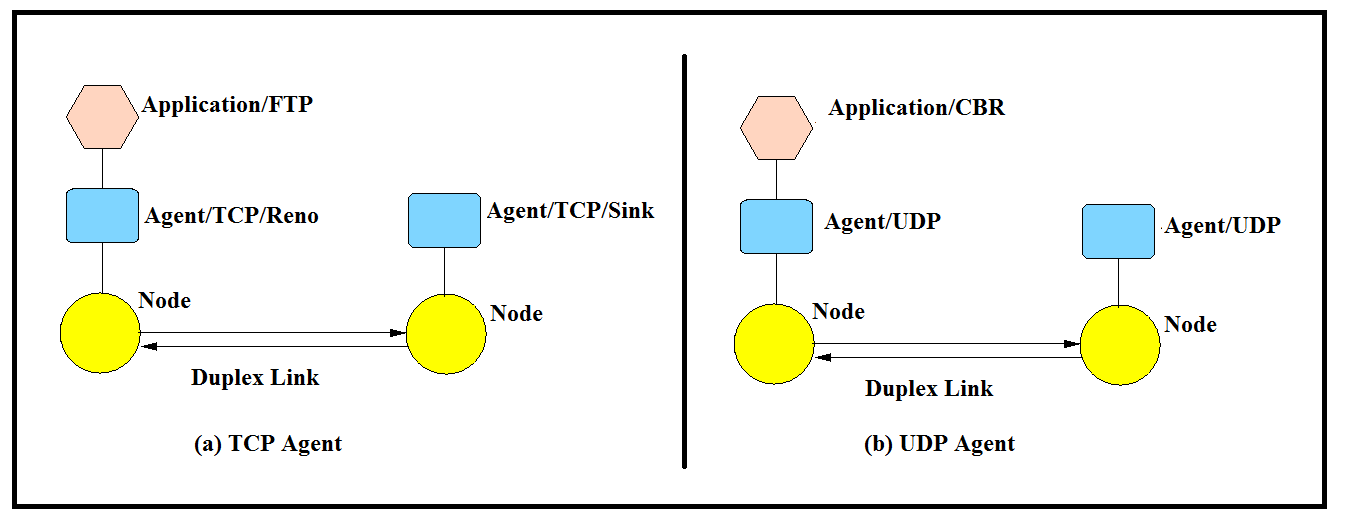 Application/FTP
Agent/TCP/Reno
Agent/TCP/Sink
Node
Node
Duplex Link
(a) TCP Agent
Application/CBR
Agent/UDP
Agent/UDP
Node
Node
Duplex Link
(b) UDP Agent